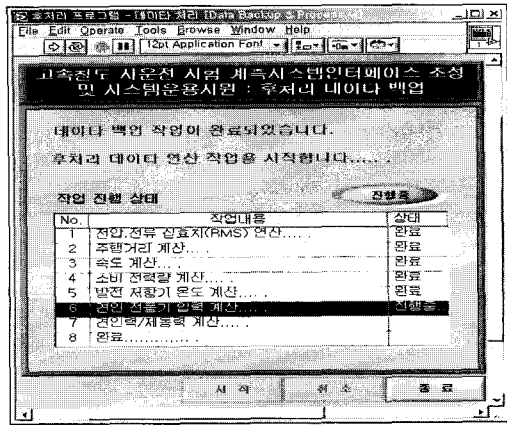 후처리 프로그램 - [데이타 처리 (Data Backup & Process
File Edit Operate Tools Browse Window Help
12pt Application Font
고속철도 시운전 시험 계측시스템인터페이스 조성
및 시스템운용시원 : 후처리 데이타 백업
데이타 백업 작업이 완료되었습니다.
후처리 데이타 연산 작업을 시작합니다.....
작업 진행 상태 진행중
No. 작업내용 상태
1 전압,전류 실효치(RMS) 연산..... 완료
2 주행거리 계산.... 완료
3 속도 계산.... 완료
4 소비 전력량 계산.... 완료
5 발전 저항기 온도 계산.... 완료
6 견인 전동기 입력 계산.... 진행중.
7 견인력/제동력 계산....
8 완료.............
시 작 취 소 종 료